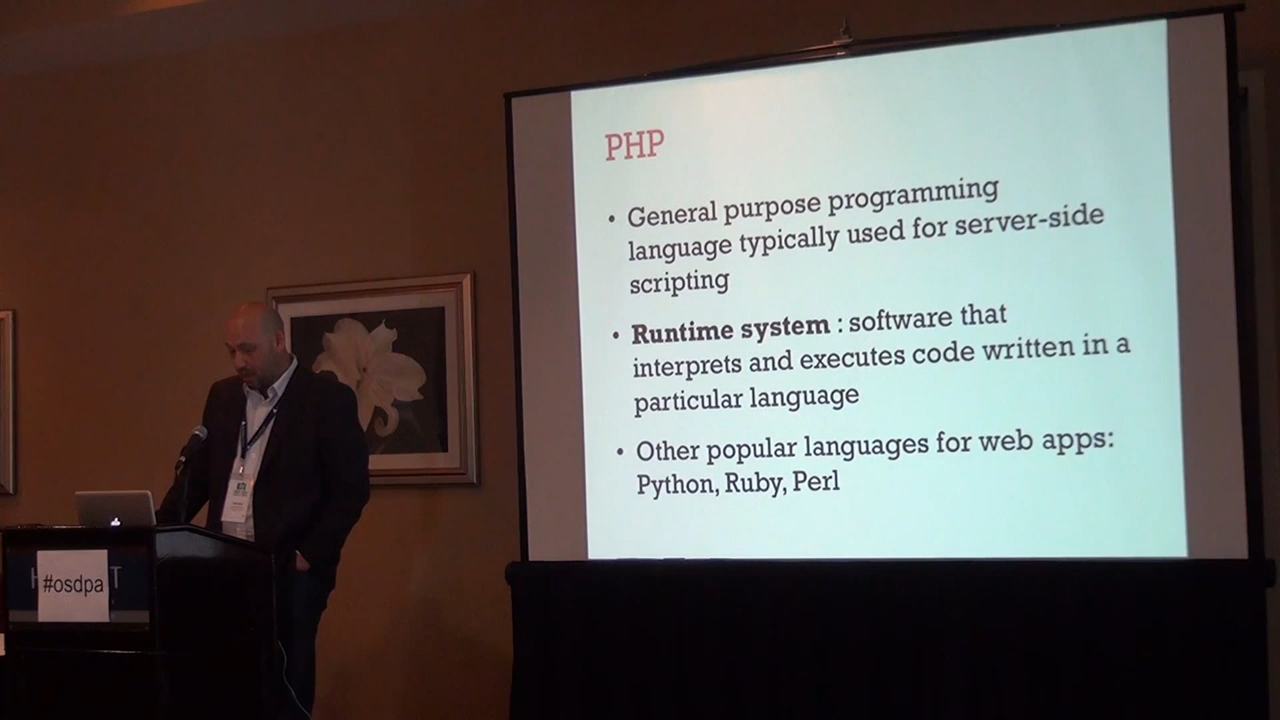 PHP
• General purpose programming
language typically used for server-side
scripting
• Runtime system : software that
interprets and executes code written in a
particular language
• Other popular languages for web apps:
Python, Ruby, Perl
#osdpa